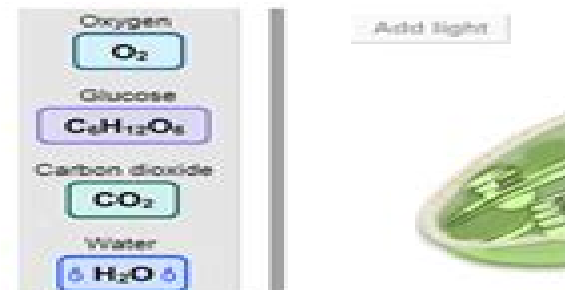 Oxygen
O₂
Glucose
C₆H₁₂O₆
Carbon dioxide
CO₂
Water
H₂O
Add light